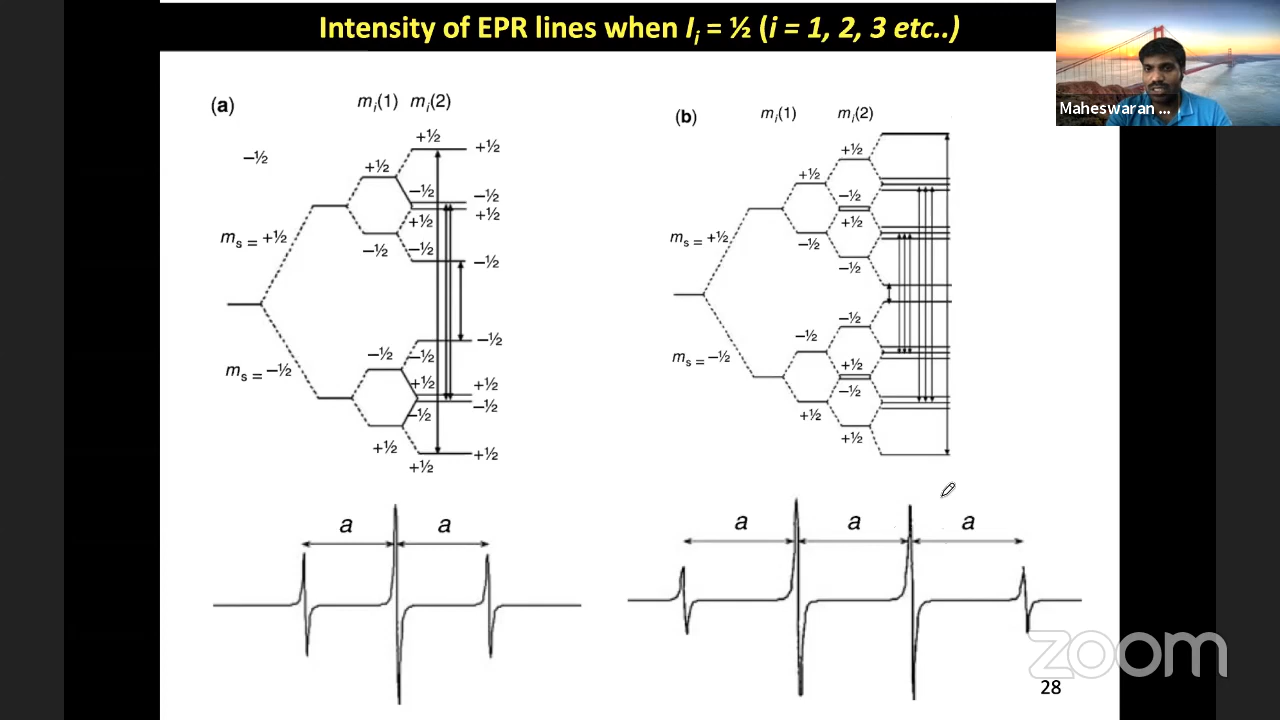 Intensity of EPR lines when Ii = ½ (i = 1, 2, 3 etc..)
Maheswaran ...
(a)
mi(1) mi(2)
−½
+½
+½
+½
−½
−½
+½
+½
ms = +½
−½
−½
−½
−½
−½
−½
ms = −½
+½
+½
−½
−½
+½
+½
+½
a
a
(b)
mi(1)
mi(2)
+½
+½
−½
+½
ms = +½
−½
−½
−½
−½
ms = −½
+½
−½
+½
+½
a
a
a
zoom
28